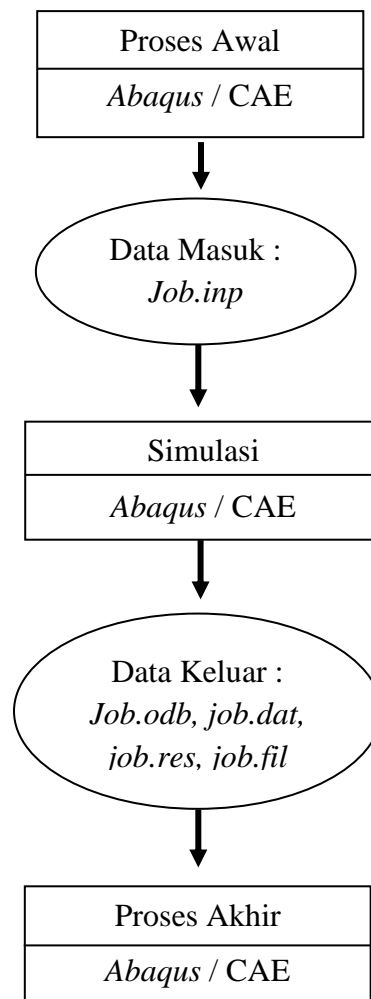 Proses Awal
Abaqus / CAE
Data Masuk :
Job.inp
Simulasi
Abaqus / CAE
Data Keluar :
Job.odb, job.dat,
job.res, job.fil
Proses Akhir
Abaqus / CAE